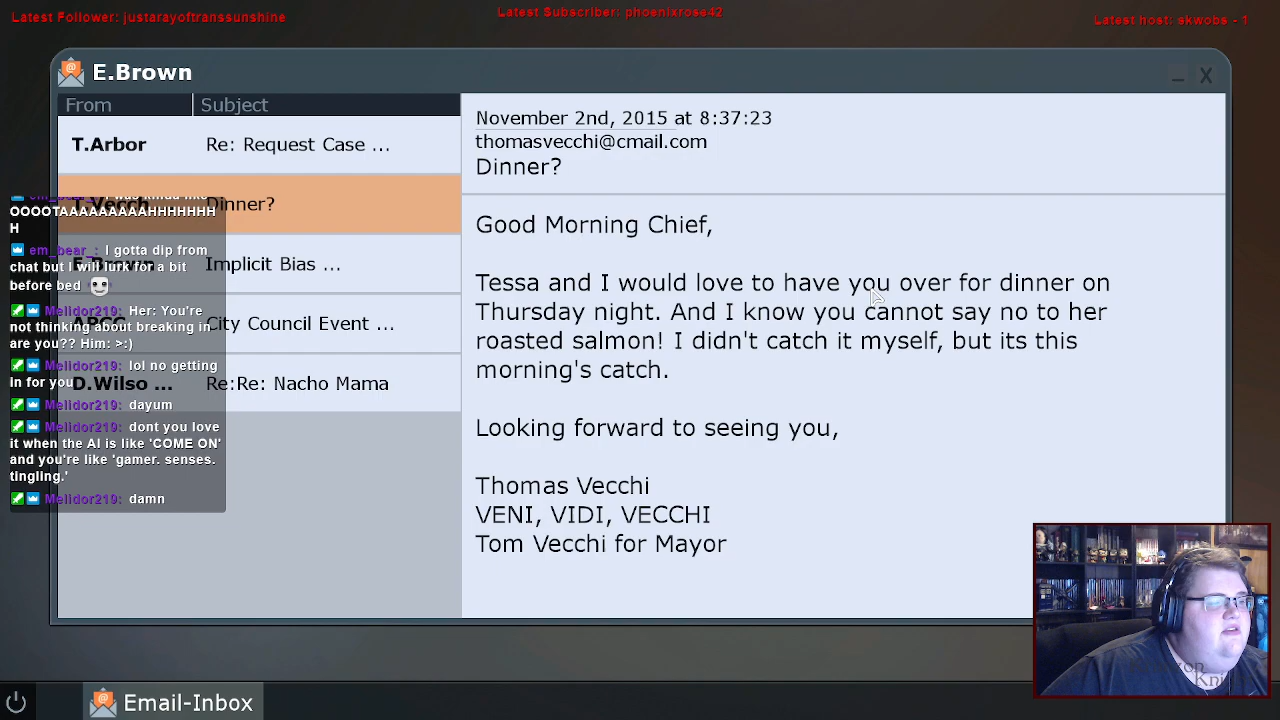 Latest Follower: justarayoftranssunshine
Latest Subscriber: phoenixrose42
Latest host: skwobs - 1
E.Brown
From
Subject
T.Arbor
Re: Request Case ...
T.Vecch
Dinner?
E.Brown
Implicit Bias ...
City Council Event ...
D.Wilso ...
Re:Re: Nacho Mama
November 2nd, 2015 at 8:37:23
thomasvecchi@cmail.com
Dinner?
Good Morning Chief,
Tessa and I would love to have you over for dinner on
Thursday night. And I know you cannot say no to her
roasted salmon! I didn't catch it myself, but its this
morning's catch.
Looking forward to seeing you,
Thomas Vecchi
VENI, VIDI, VECCHI
Tom Vecchi for Mayor
OOOOTAAAAAAAAAHHHHHHH
H
em_bear_: I gotta dip from
chat but I will lurk for a bit
before bed
Melidor219: Her: You're
not thinking about breaking in
are you?? Him: >:)
Melidor219: lol no getting
in for you
Melidor219: dayum
Melidor219: dont you love
it when the AI is like 'COME ON'
and you're like 'gamer. senses.
tingling.'
Melidor219: damn
Email-Inbox